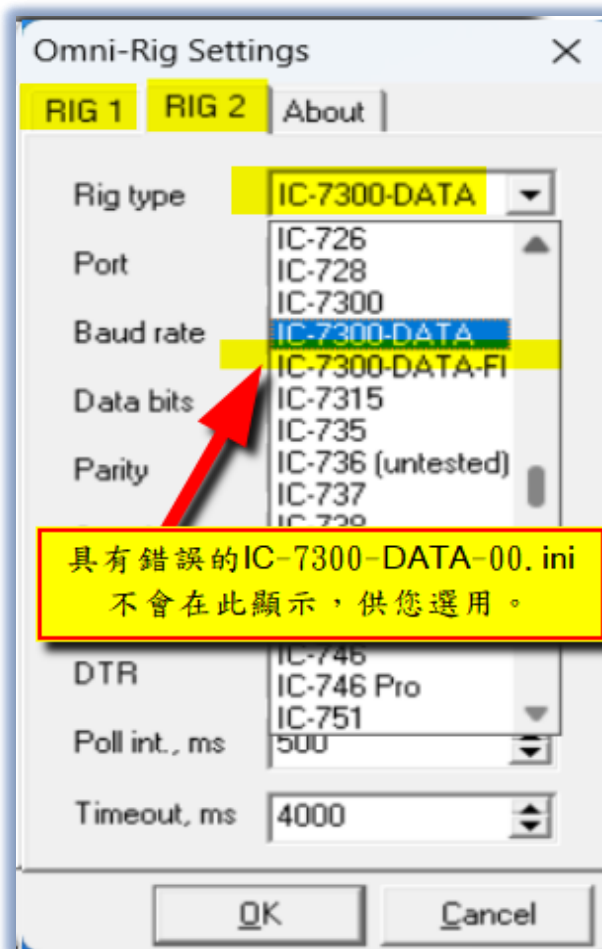 Omni-Rig Settings
RIG 1 RIG 2 About
Rig type IC-7300-DATA
IC-726
Port IC-728
IC-7300
Baud rate IC-7300-DATA
IC-7300-DATA-FI
Data bits IC-7315
IC-735
Parity IC-736 (untested)
IC-737
具有錯誤的IC-7300-DATA-00.ini
不會在此顯示，供您選用。
IC-746
DTR IC-746 Pro
IC-751
Poll int., ms 500
Timeout, ms 4000
OK Cancel